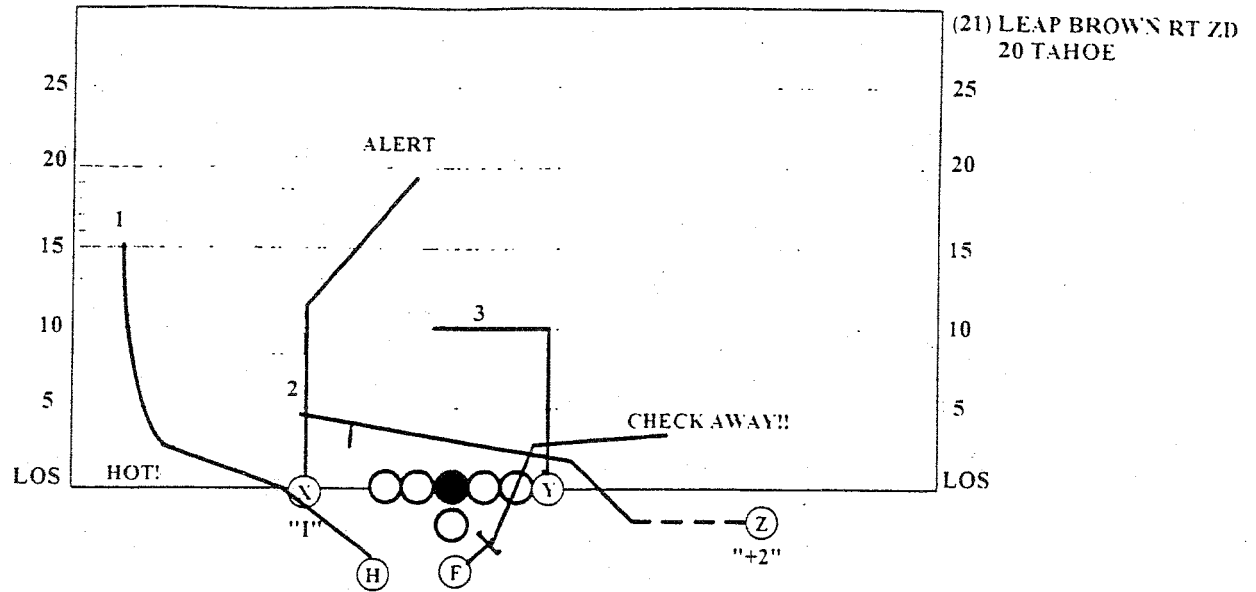 (21) LEAP BROWN RT ZD
20 TAHOE
25
25
ALERT
20
20
1
15
15
3
10
10
2
5
5
CHECK AWAY!!
LOS
HOT!
X
Y
LOS
"I"
Z
"+2"
H
F